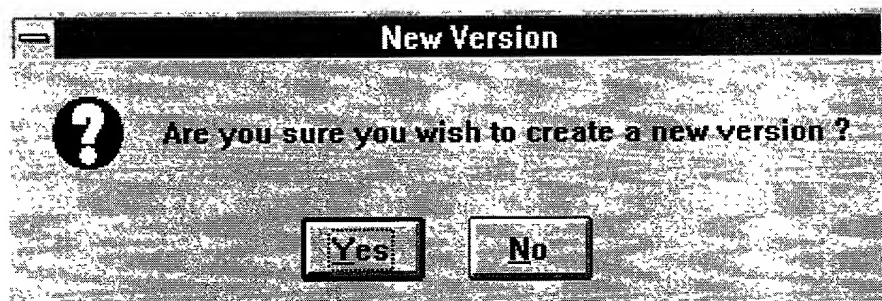 New Version
Are you sure you wish to create a new version ?
Yes
No